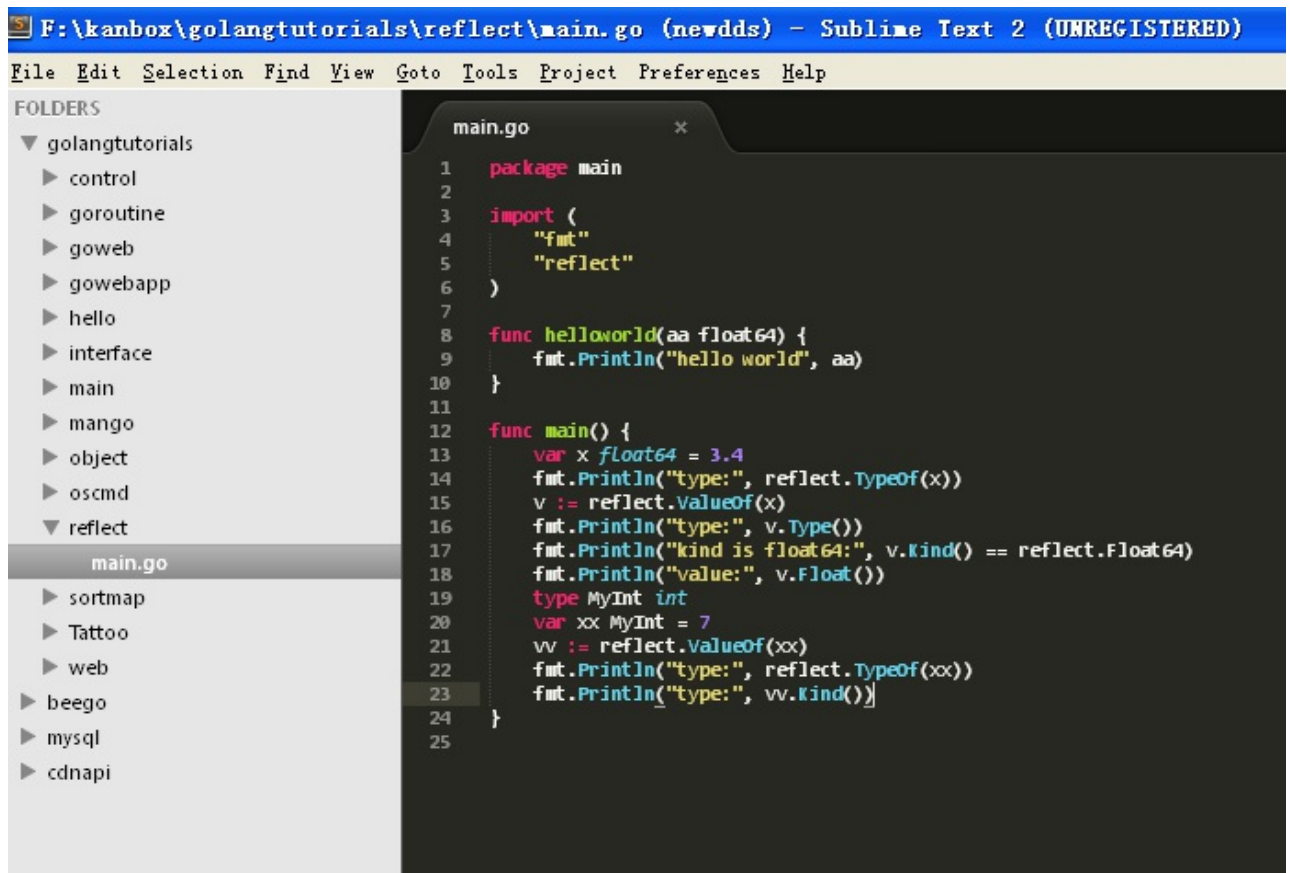 F:\kanbox\golangtutorials\reflect\main.go (newdds) - Sublime Text 2 (UNREGISTERED)
File Edit Selection Find View Goto Tools Project Preferences Help
FOLDERS
golangtutorials
control
goroutine
goweb
gowebapp
hello
interface
main
mango
object
oscmd
reflect
main.go
sortmap
Tattoo
web
beego
mysql
cdnapi
main.go ×
1 package main
2
3 import (
4 "fmt"
5 "reflect"
6 )
7
8 func helloworld(aa float64) {
9 fmt.Println("hello world", aa)
10 }
11
12 func main() {
13 var x float64 = 3.4
14 fmt.Println("type:", reflect.TypeOf(x))
15 v := reflect.ValueOf(x)
16 fmt.Println("type:", v.Type())
17 fmt.Println("kind is float64:", v.Kind() == reflect.Float64)
18 fmt.Println("value:", v.Float())
19 type MyInt int
20 var xx MyInt = 7
21 vv := reflect.ValueOf(xx)
22 fmt.Println("type:", reflect.TypeOf(xx))
23 fmt.Println("type:", vv.Kind())
24 }
25